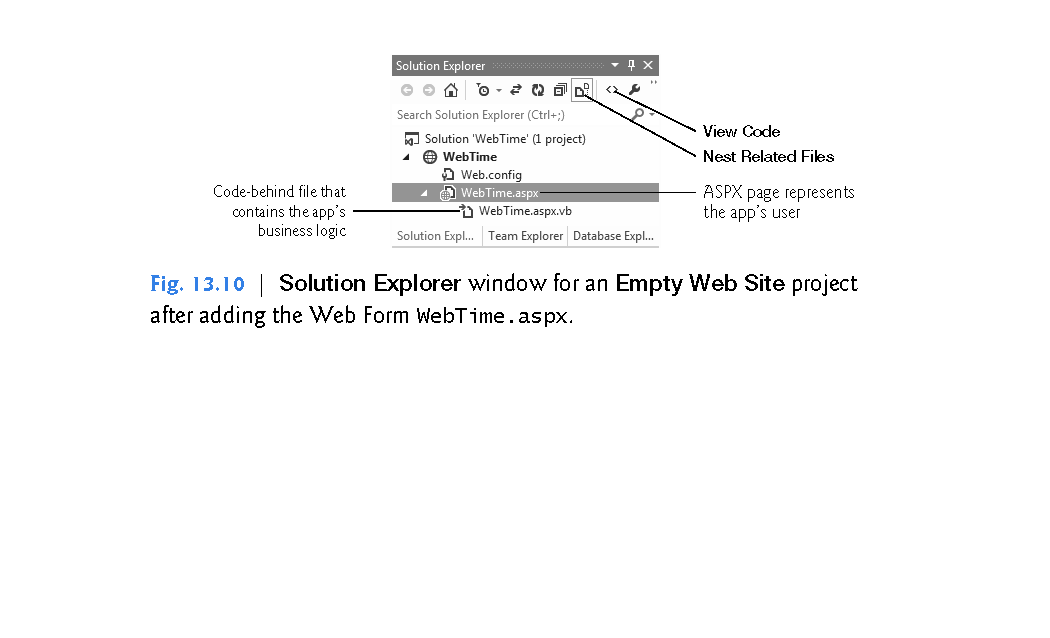 Solution Explorer
Search Solution Explorer (Ctrl+;)
Solution 'WebTime' (1 project)
WebTime
Web.config
WebTime.aspx
WebTime.aspx.vb
Solution Expl... Team Explorer Database Expl...
View Code
Nest Related Files
ASPX page represents
the app's user
Code-behind file that
contains the app's
business logic
Fig. 13.10 | Solution Explorer window for an Empty Web Site project
after adding the Web Form WebTime.aspx.